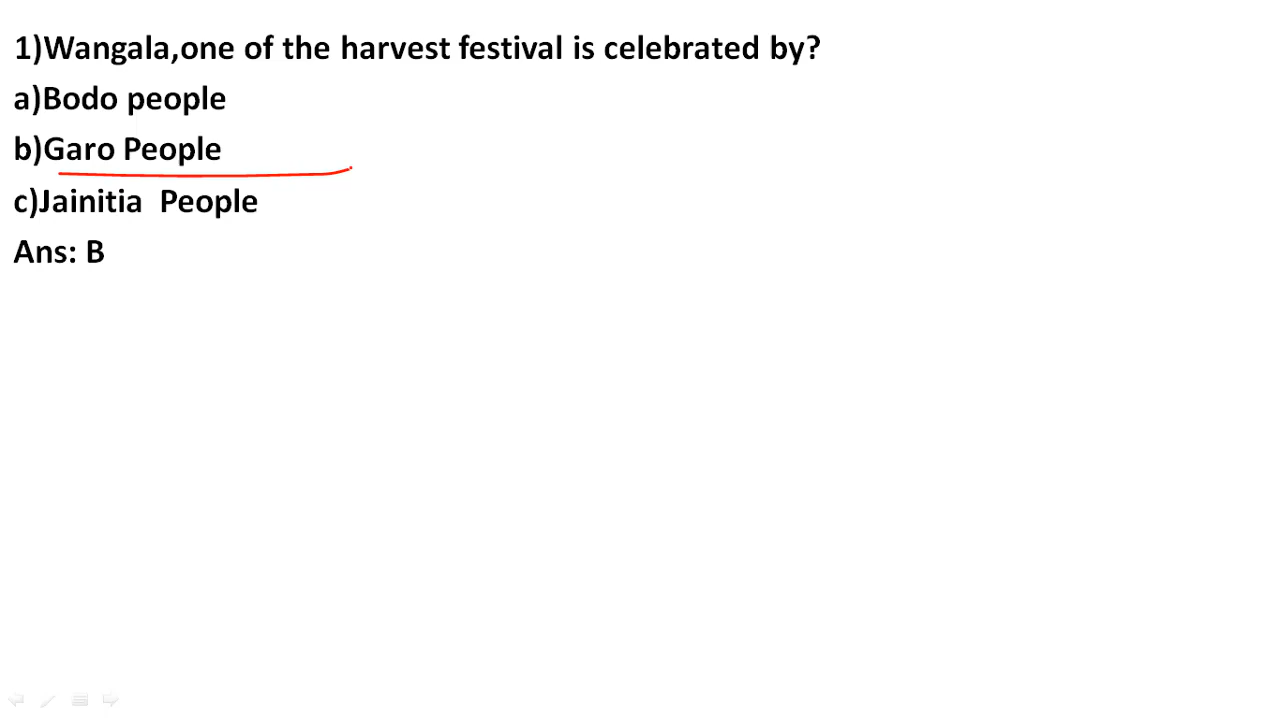 1)Wangala,one of the harvest festival is celebrated by?
a)Bodo people
b)Garo People
c)Jainitia  People
Ans: B